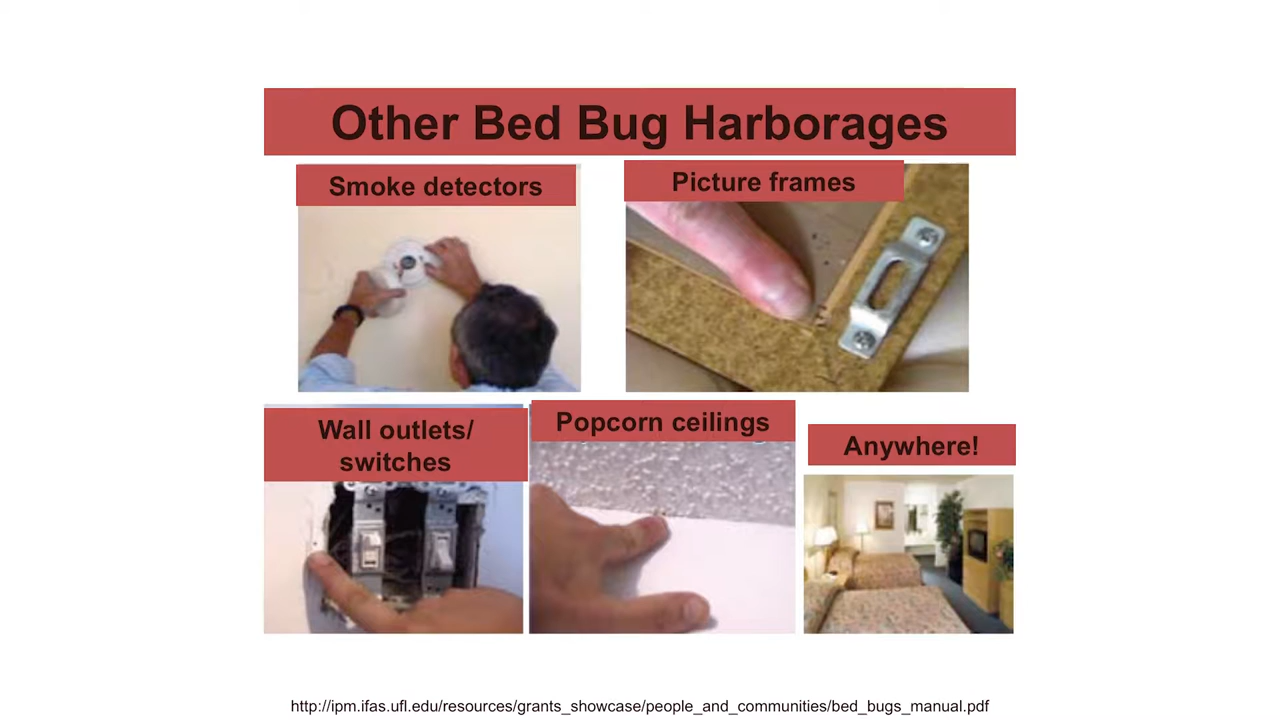 Other Bed Bug Harborages
Smoke detectors
Picture frames
Wall outlets/
switches
Popcorn ceilings
Anywhere!
http://ipm.ifas.ufl.edu/resources/grants_showcase/people_and_communities/bed_bugs_manual.pdf